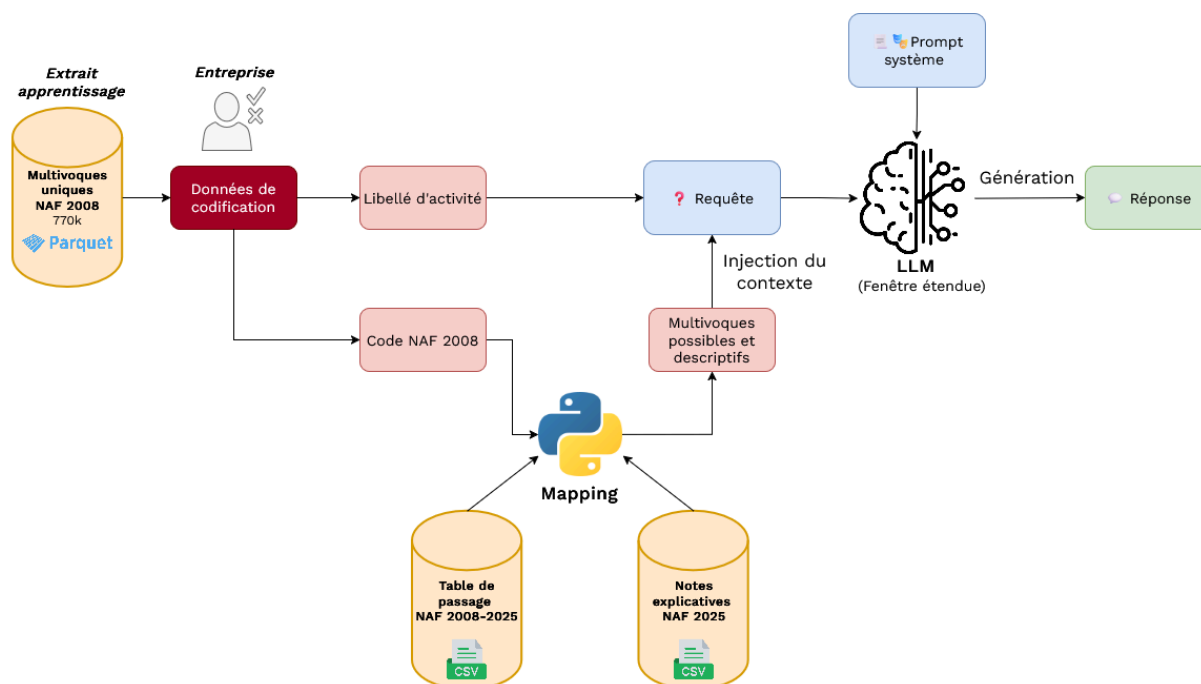 Prompt
système
Extrait
apprentissage
Entreprise
Multivoques
uniques
NAF 2008
770k
Parquet
Données de
codification
Libellé d'activité
Requête
Génération
Réponse
LLM
(Fenêtre étendue)
Injection du
contexte
Code NAF 2008
Multivoques
possibles et
descriptifs
Mapping
Table de
passage
NAF 2008-2025
CSV
Notes
explicatives
NAF 2025
CSV